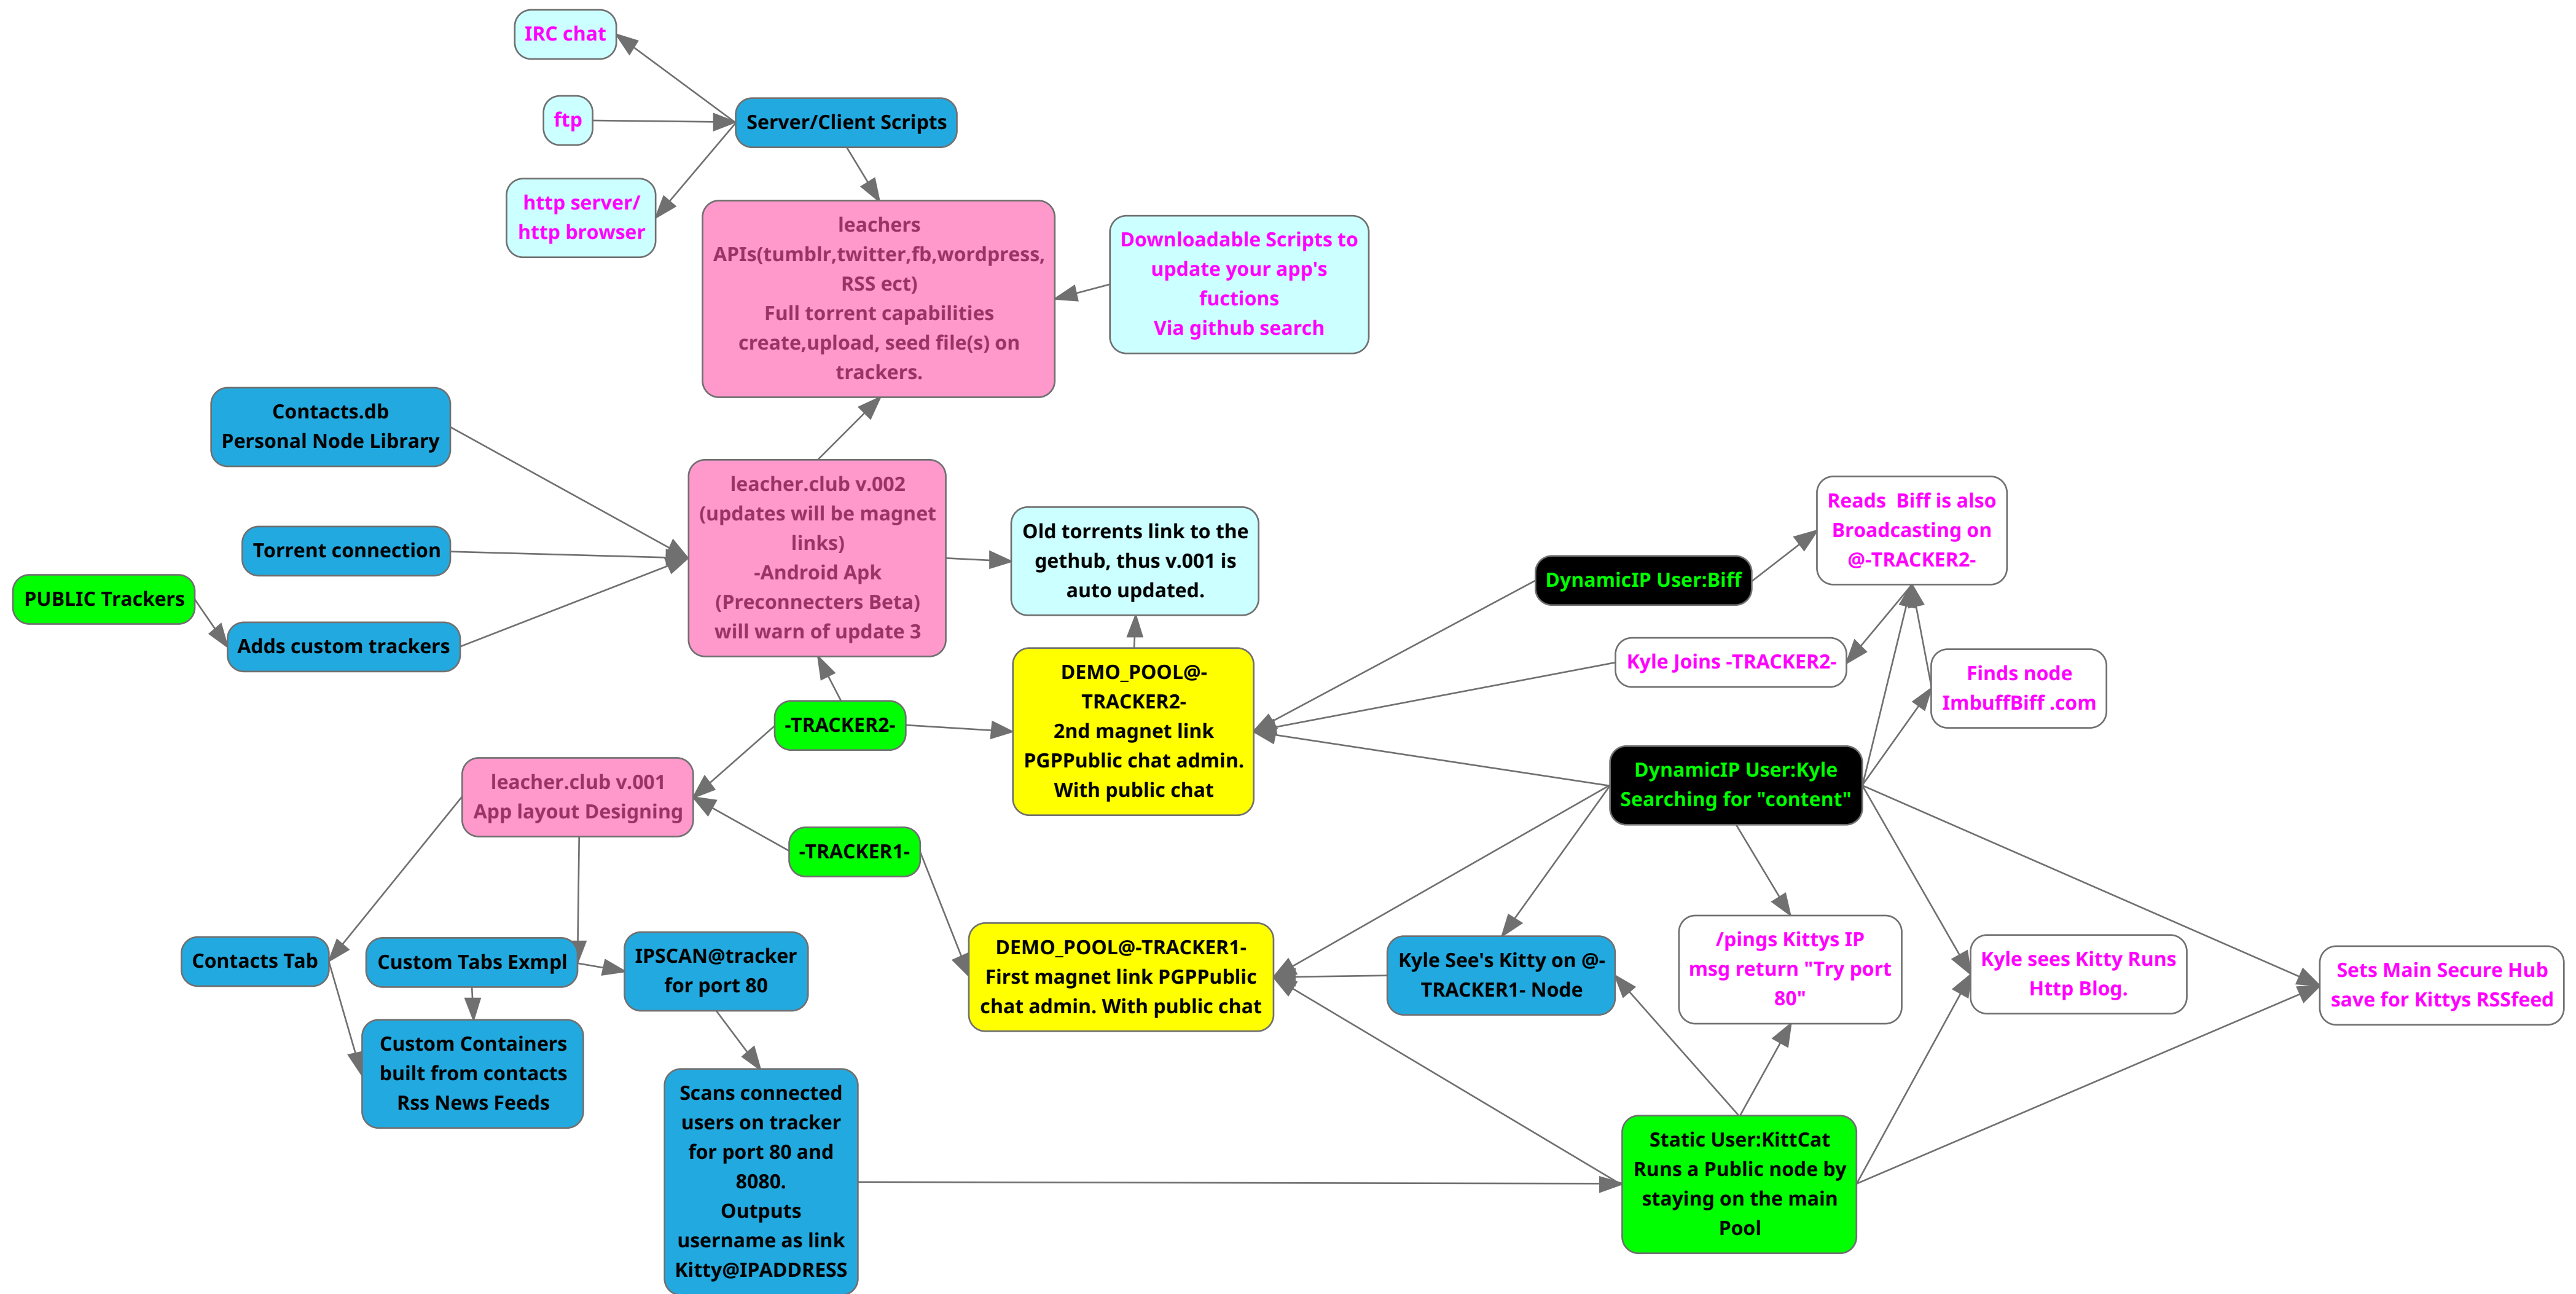 IRC chat
ftp
Server/Client Scripts
http server/
http browser
leachers
APIs(tumblr,twitter,fb,wordpress,
RSS ect)
Full torrent capabilities
create,upload, seed file(s) on
trackers.
Downloadable Scripts to
update your app's
fuctions
Via github search
Contacts.db
Personal Node Library
Torrent connection
PUBLIC Trackers
Adds custom trackers
leacher.club v.002
(updates will be magnet
links)
-Android Apk
(Preconnecters Beta)
will warn of update 3
Old torrents link to the
gethub, thus v.001 is
auto updated.
DynamicIP User:Biff
Reads  Biff is also
Broadcasting on
@-TRACKER2-
Kyle Joins -TRACKER2-
Finds node
ImbuffBiff .com
-TRACKER2-
DEMO_POOL@-
TRACKER2-
2nd magnet link
PGPPublic chat admin.
With public chat
DynamicIP User:Kyle
Searching for "content"
leacher.club v.001
App layout Designing
-TRACKER1-
Contacts Tab
Custom Tabs Exmpl
IPSCAN@tracker
for port 80
DEMO_POOL@-TRACKER1-
First magnet link PGPPublic
chat admin. With public chat
Kyle See's Kitty on @-
TRACKER1- Node
/pings Kittys IP
msg return "Try port
80"
Kyle sees Kitty Runs
Http Blog.
Sets Main Secure Hub
save for Kittys RSSfeed
Custom Containers
built from contacts
Rss News Feeds
Scans connected
users on tracker
for port 80 and
8080.
Outputs
username as link
Kitty@IPADDRESS
Static User:KittCat
Runs a Public node by
staying on the main
Pool